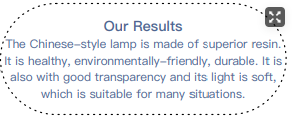 Our Results
The Chinese-style lamp is made of superior resin.
It is healthy, environmentally-friendly, durable. It is
also with good transparency and its light is soft,
which is suitable for many situations.